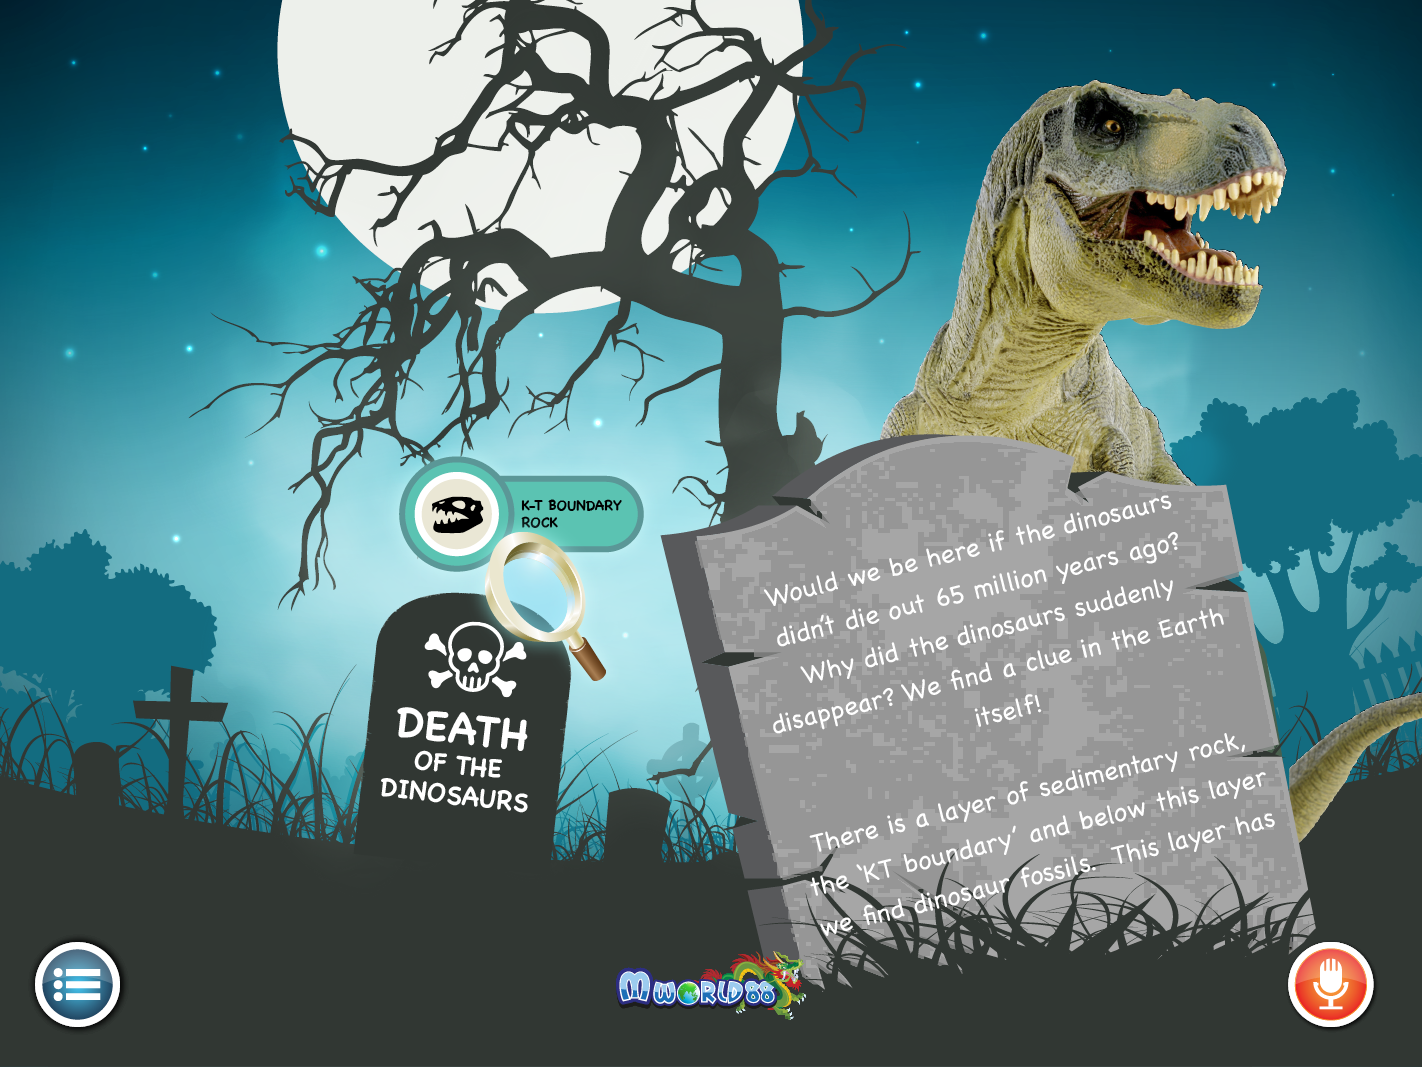 K-T BOUNDARY
ROCK
DEATH
OF THE
DINOSAURS
Would we be here if the dinosaurs
didn't die out 65 million years ago?
Why did the dinosaurs suddenly
disappear? We find a clue in the Earth
itself!
There is a layer of sedimentary rock,
the ‘KT boundary’ and below this layer
we find dinosaur fossils. This layer has
MWORLD88